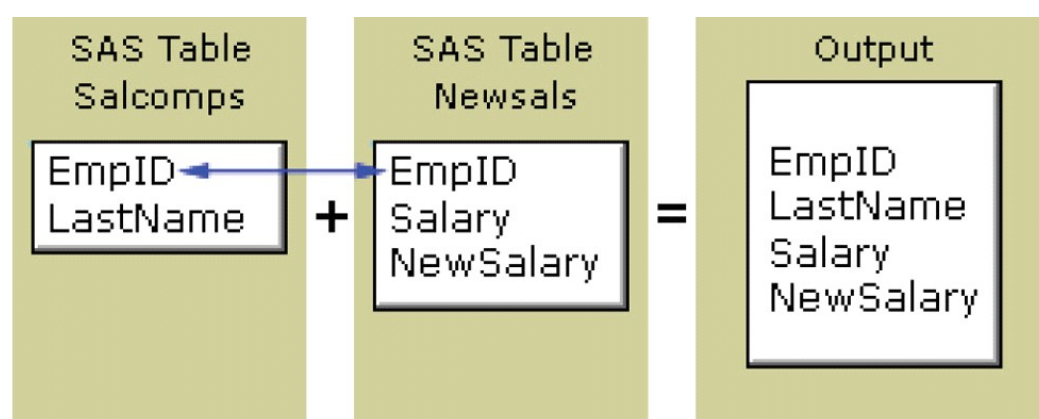 SAS Table
Salcomps
EmpID
LastName
+
SAS Table
Newsals
EmpID
Salary
NewSalary
=
Output
EmpID
LastName
Salary
NewSalary